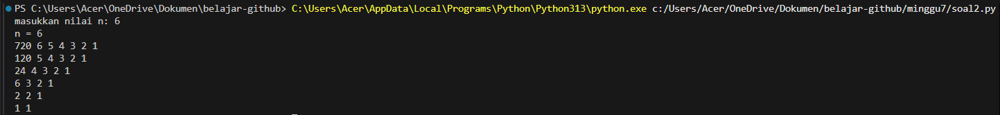 PS C:\Users\Acer\OneDrive\Dokumen\belajar-github> C:\Users\Acer\AppData\Local\Programs\Python\Python313\python.exe c:/Users/Acer/OneDrive/Dokumen/belajar-github/minggu7/soal2.py
masukkan nilai n: 6
n = 6
720 6 5 4 3 2 1
120 5 4 3 2 1
24 4 3 2 1
6 3 2 1
2 2 1
1 1